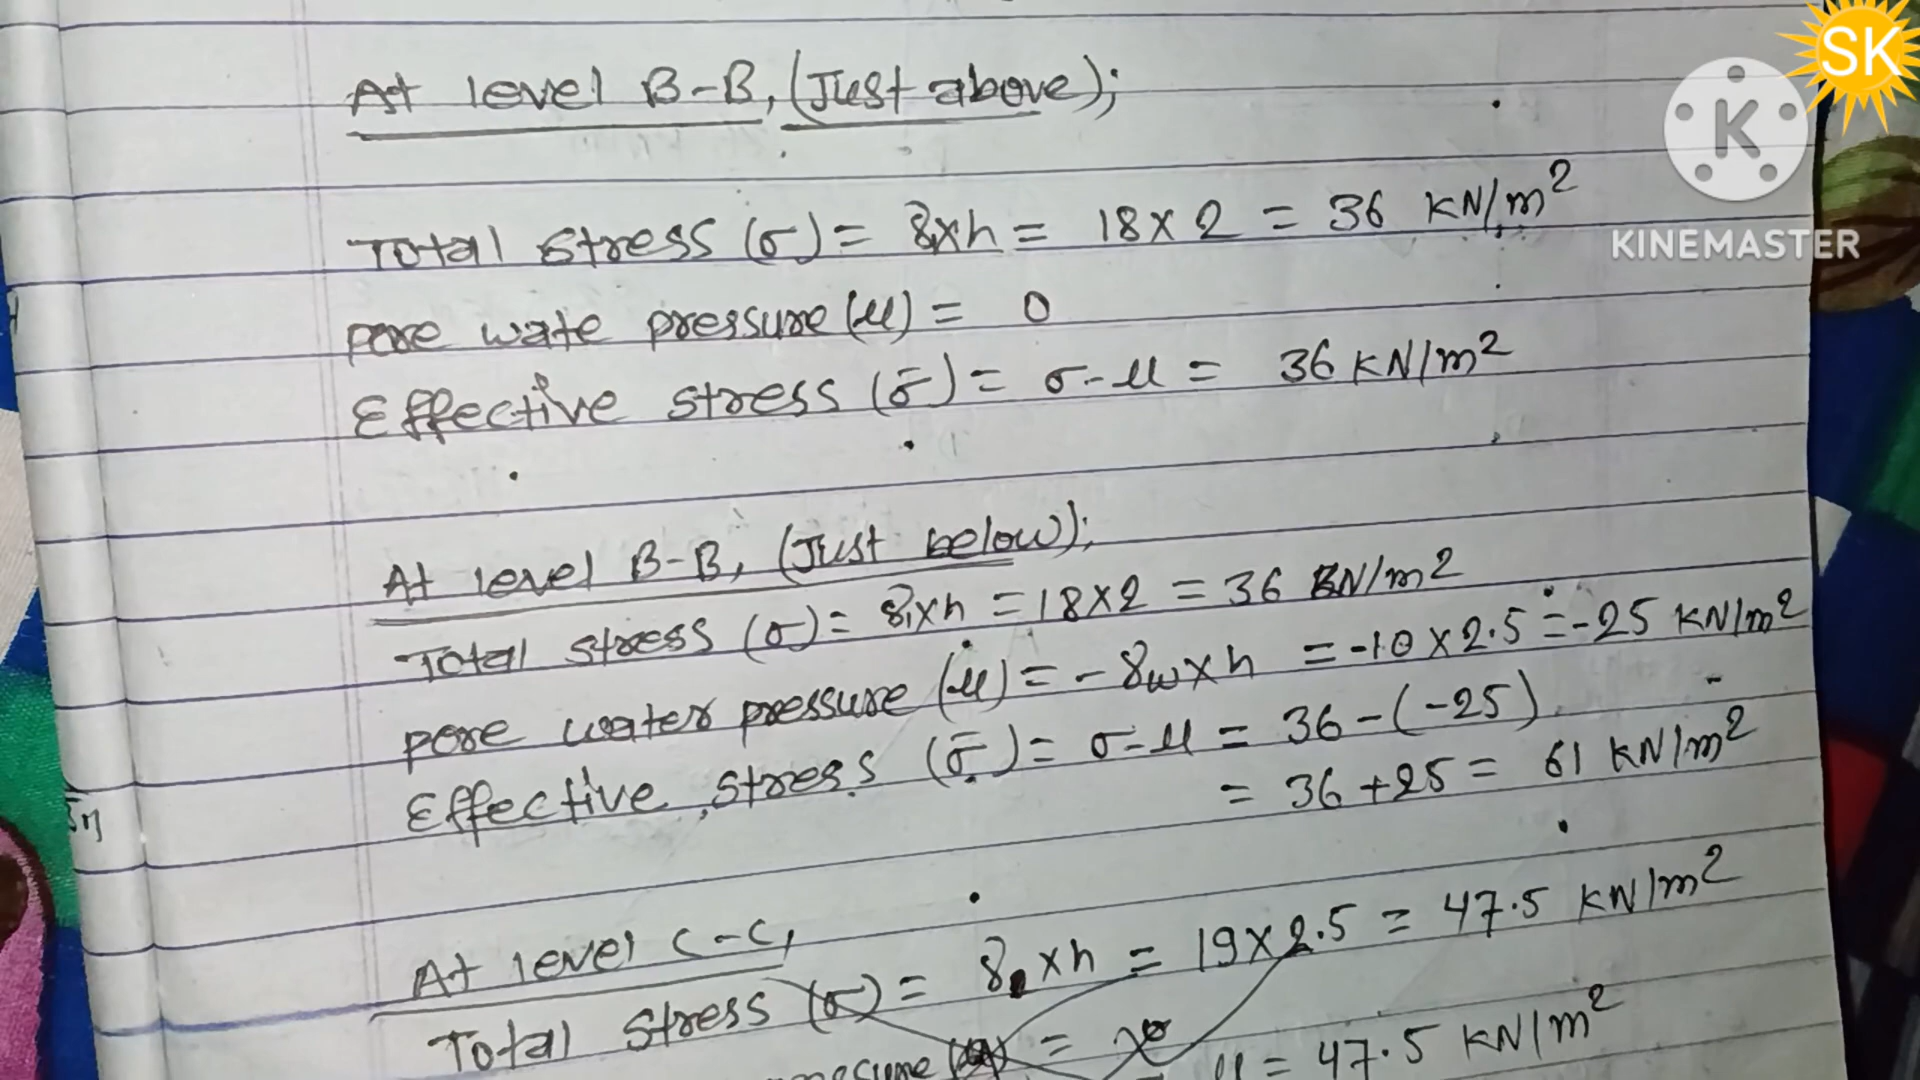 SK
K
KINEMASTER
At level B-B, (Just above);
Total stress (σ) = γ₁×h = 18×2 = 36 KN/m²
pore wate pressure (u) = 0
Effective stress (σ̄) = σ-u = 36 KN/m²
At level B-B, (Just below);
Total stress (σ) = γ₁×h = 18×2 = 36 KN/m²
pore water pressure (u) = -γw×h = -10×2.5 = -25 KN/m²
Effective stress (σ̄) = σ-u = 36-(-25)
= 36+25 = 61 KN/m²
At level C-C,
Total stress (σ) = γ ×h = 19×2.5 = 47.5 KN/m²
u = 47.5 KN/m²